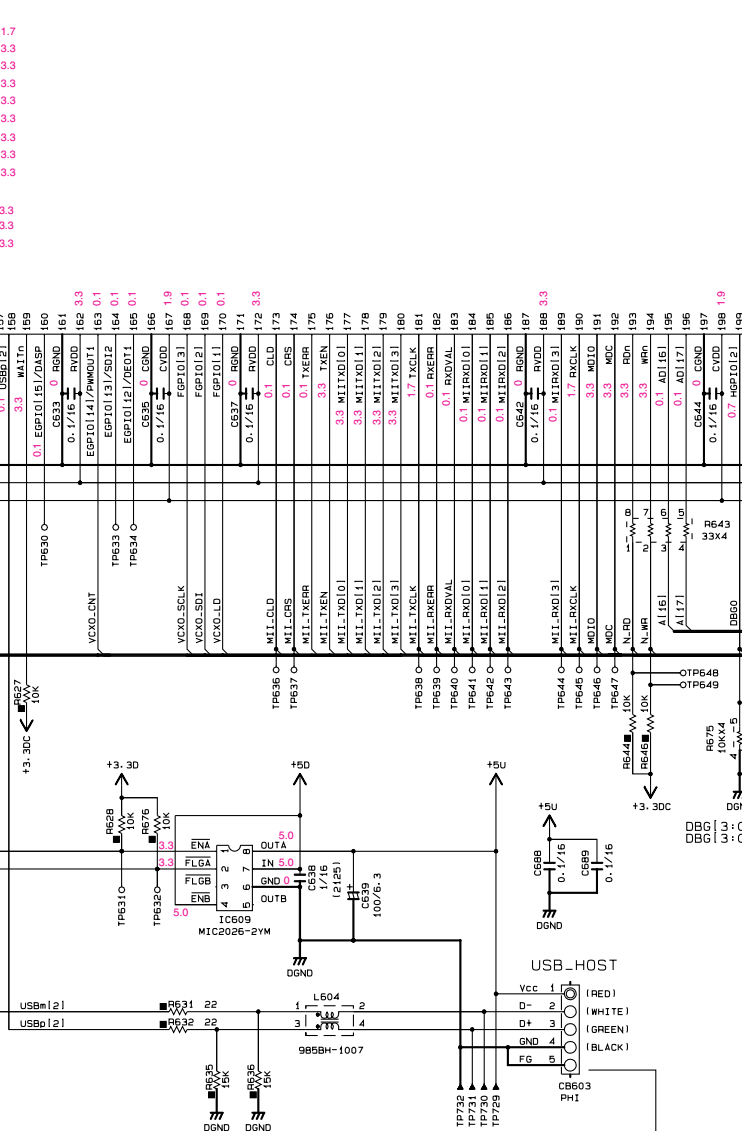 1.7
3.3
3.3
3.3
3.3
3.3
3.3
3.3
3.3
3.3
3.3
3.3
158
159
160
161
162
163
164
165
166
167
168
169
170
171
172
173
174
175
176
177
178
179
180
181
182
183
184
185
186
187
188
189
190
191
192
193
194
195
196
197
198
199
3.3
0.1
0.1
0.1
1.9
0.1
0.1
0.1
3.3
3.3
1.9
0.1 USBp[2]
3.3 WAITn
0.1 EGPIO[15]/DASP
0 RGND
RVDD
C633
0.1/16
EGPIO[14]/PWMOUT1
EGPIO[13]/SDI2
EGPIO[12]/DEDT1
0 CGND
CVDD
C635
0.1/16
FGPIO[3]
FGPIO[2]
FGPIO[1]
0 RGND
RVDD
C637
0.1/16
0.1 CLD
0.1 CRS
0.1 TXERR
3.3 TXEN
3.3 MIITXD[0]
3.3 MIITXD[1]
3.3 MIITXD[2]
3.3 MIITXD[3]
1.7 TXCLK
0.1 RXERR
0.1 RXDVAL
0.1 MIIRXD[0]
0.1 MIIRXD[1]
0.1 MIIRXD[2]
0 RGND
RVDD
C642
0.1/16
0.1 MIIRXD[3]
1.7 RXCLK
3.3 MDIO
3.3 MDC
3.3 RDn
3.3 WRn
0.1 AD[16]
0.1 AD[17]
0 CGND
CVDD
C644
0.1/16
0.7 HGPIO[2]
TP630
TP633
TP634
8 7 6 5
1 2 3 4
R643
33X4
VCXO_CNT
VCXO_SCLK
VCXO_SDI
VCXO_LD
MII_CLD
MII_CRS
MII_TXERR
MII_TXEN
MII_TXD[0]
MII_TXD[1]
MII_TXD[2]
MII_TXD[3]
MII_TXCLK
MII_RXERR
MII_RXDVAL
MII_RXD[0]
MII_RXD[1]
MII_RXD[2]
MII_RXD[3]
MII_RXCLK
MDIO
MDC
N_RD
N_WR
A[16]
A[17]
DBG0
TP636
TP637
TP638
TP639
TP640
TP641
TP642
TP643
TP644
TP645
TP646
TP647
TP648
TP649
R627
10K
+3.3DC
R644
10K
R646
10K
+3.3DC
R675
10KX4
5
4
DBG[3:0
DBG[3:0
+3.3D
+5D
+5U
+5U
R628
10K
R676
10K
3.3 ENA 1 8 OUTA 5.0
3.3 FLGA 2 7 IN 5.0
FLGB 3 6 GND 0
5.0 ENB 4 5 OUTB
IC609
MIC2026-2YM
TP631
TP632
C638
1/16
(2125)
C639
100/6.3
DGND
C688
0.1/16
C689
0.1/16
DGND
USB_HOST
Vcc 1 (RED)
D- 2 (WHITE)
D+ 3 (GREEN)
GND 4 (BLACK)
FG 5
CB603
PHI
USBm[2]
USBp[2]
R631 22
R632 22
L604
1 2
3 4
985BH-1007
R635
15K
R636
15K
DGND
DGND
TP732
TP731
TP730
TP729